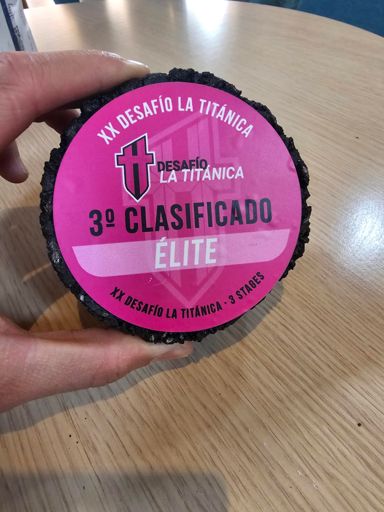 XX DESAFÍO LA TITÁNICA
DESAFÍO
LA TITÁNICA
3º CLASIFICADO
ÉLITE
XX DESAFÍO LA TITÁNICA - 3 STAGES